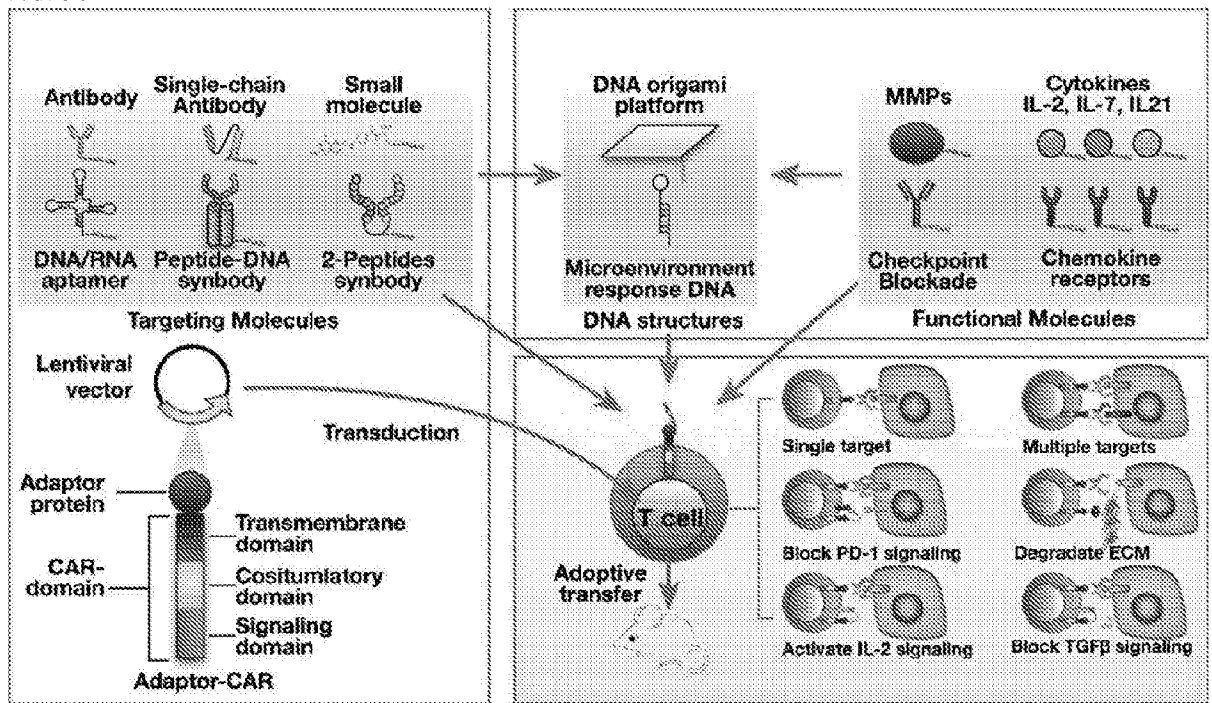 Antibody
Single-chain
Antibody
Small
molecule
DNA/RNA
aptamer
Peptide-DNA
synbody
2-Peptides
synbody
Targeting Molecules
DNA origami
platform
Microenvironment
response DNA
DNA structures
MMPs
Cytokines
IL-2, IL-7, IL21
Checkpoint
Blockade
Chemokine
receptors
Functional Molecules
Lentiviral
vector
Transduction
Adaptor
protein
CAR-
domain
Transmembrane
domain
Cositumlatory
domain
Signaling
domain
Adaptor-CAR
T cell
Adoptive
transfer
Single target
Multiple targets
Block PD-1 signaling
Degradate ECM
Activate IL-2 signaling
Block TGFβ signaling